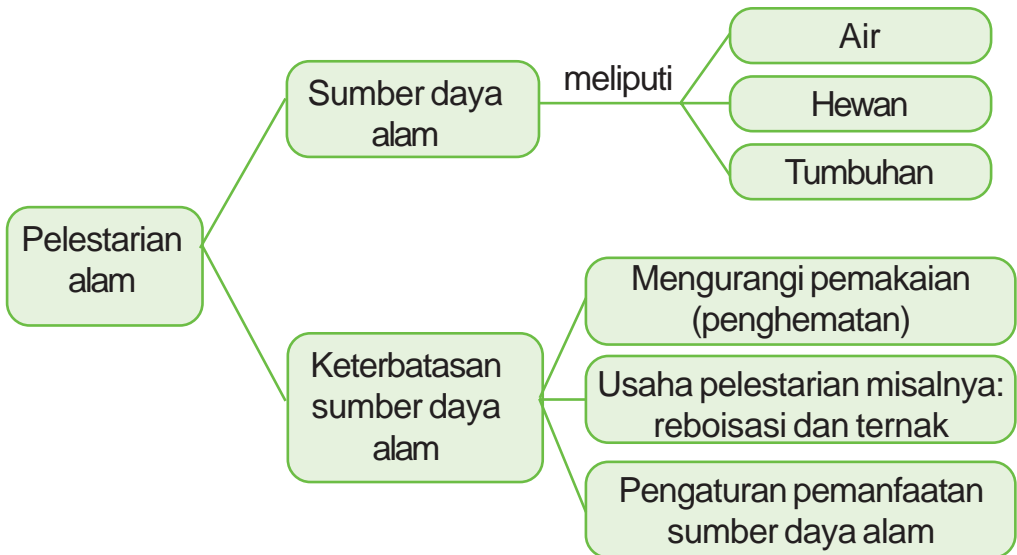 Pelestarian
alam
Sumber daya
alam
meliputi
Air
Hewan
Tumbuhan
Keterbatasan
sumber daya
alam
Mengurangi pemakaian
(penghematan)
Usaha pelestarian misalnya:
reboisasi dan ternak
Pengaturan pemanfaatan
sumber daya alam